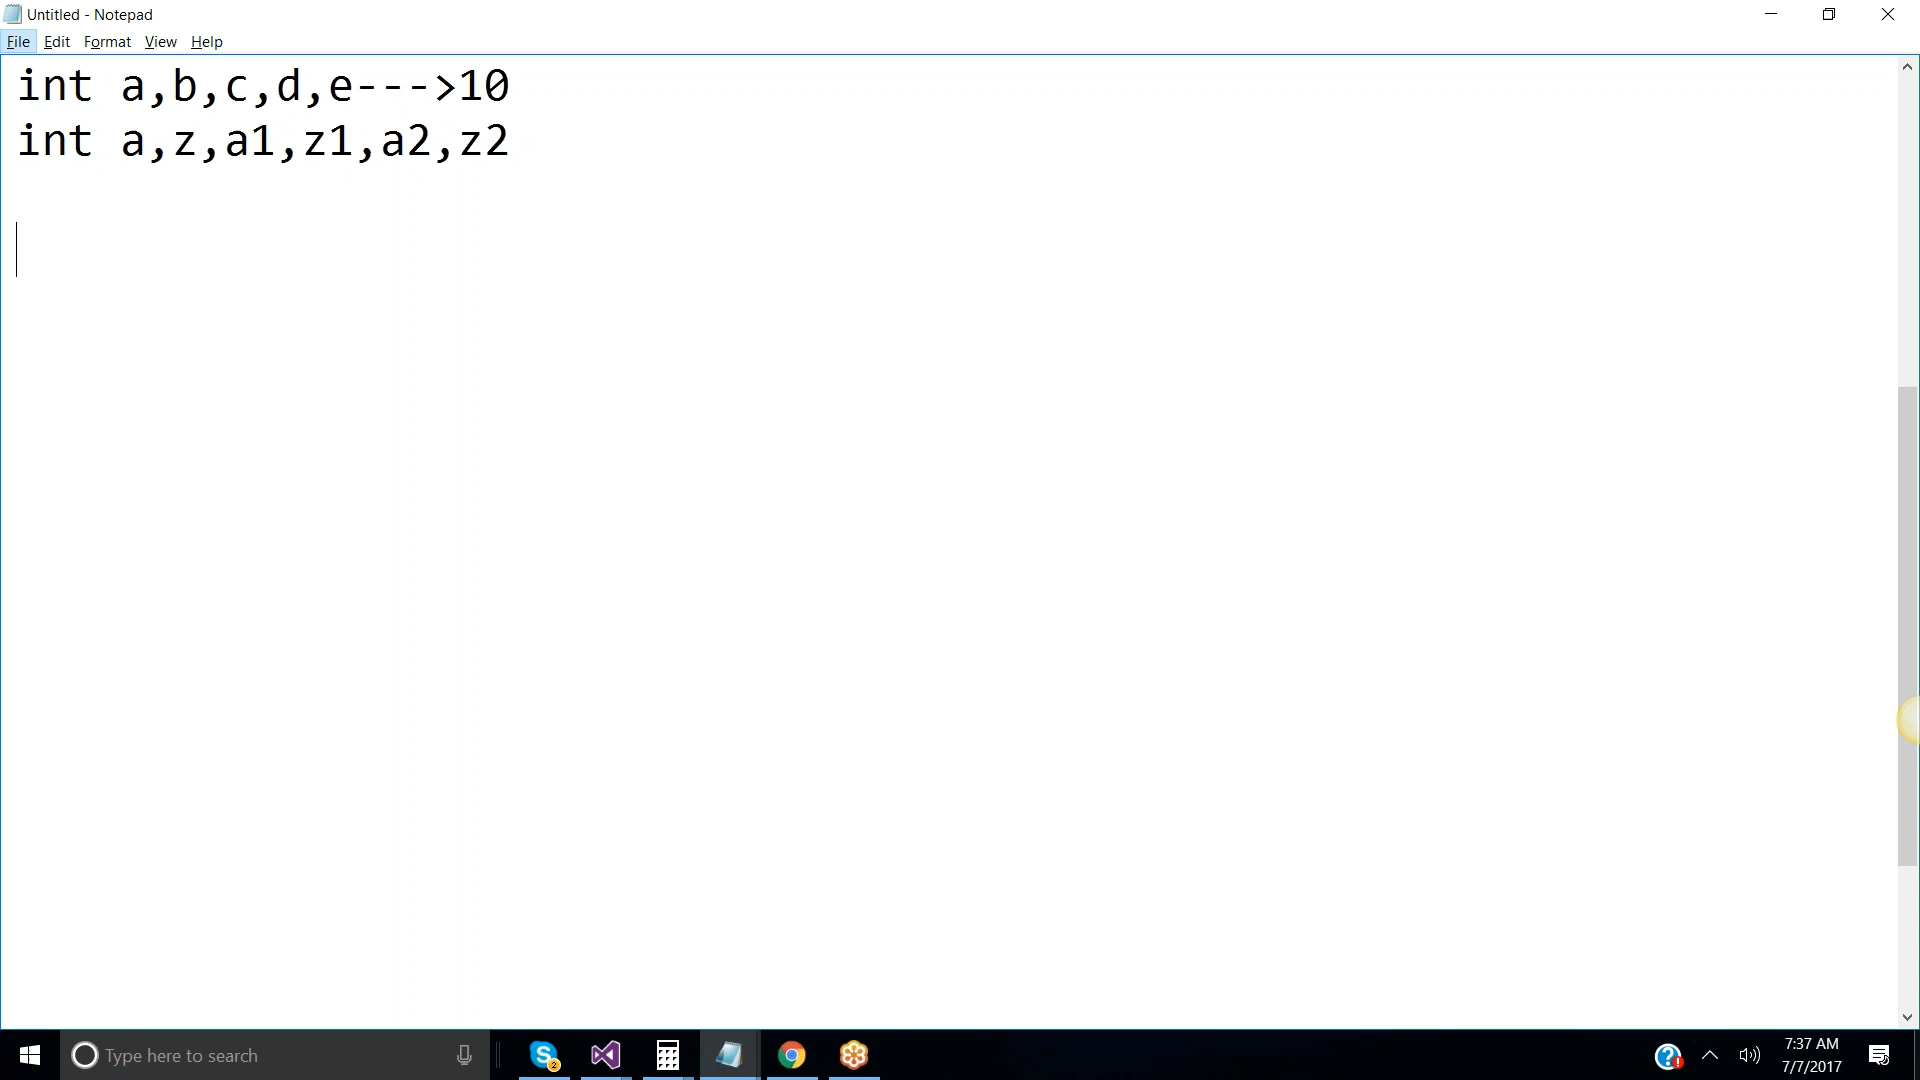 Untitled - Notepad
File Edit Format View Help
int a,b,c,d,e--->10
int a,z,a1,z1,a2,z2
Type here to search
S
2
7:37 AM
7/7/2017